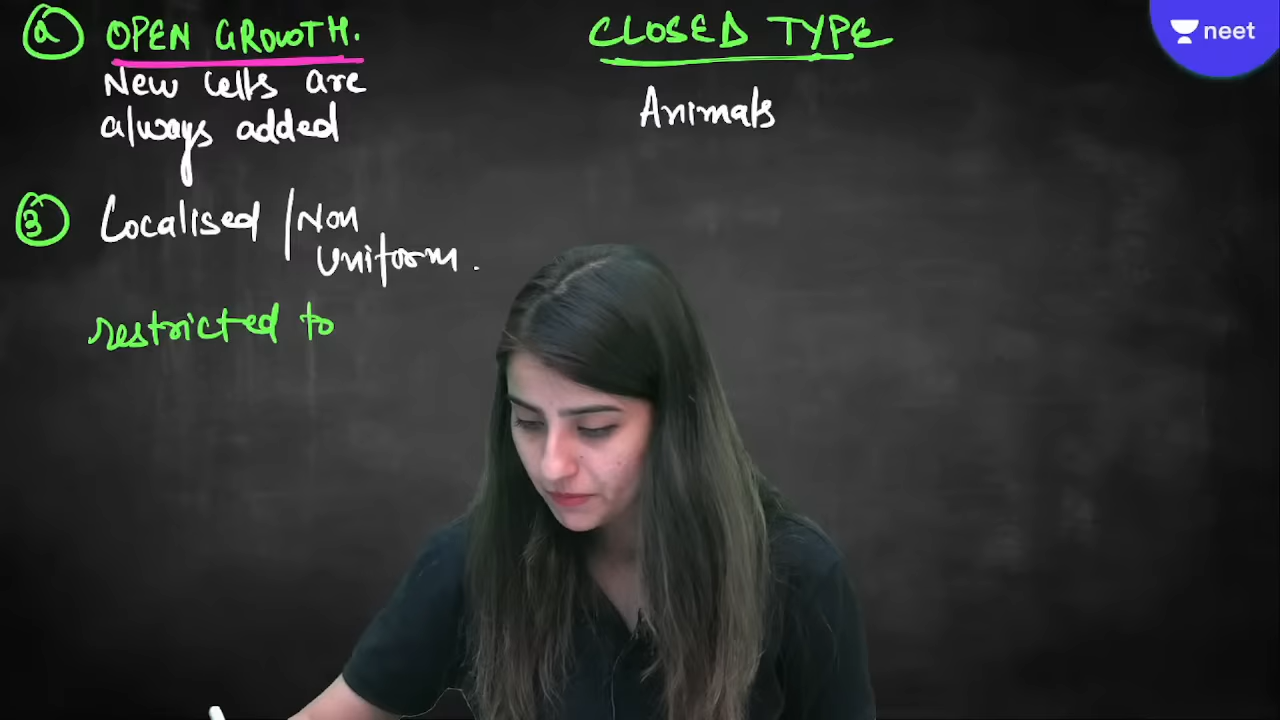 a OPEN GROWTH.
New cells are
always added
CLOSED TYPE
Animals
3 Localised / Non
Uniform.
restricted to
neet